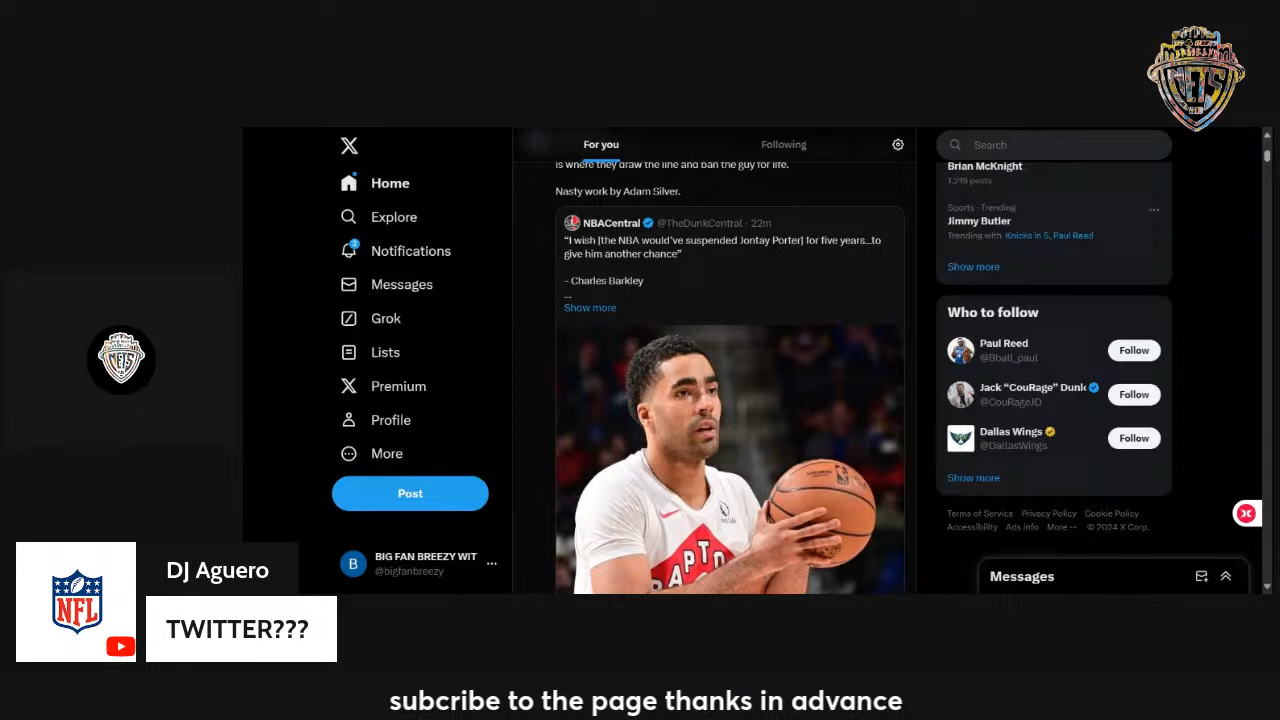 Home
Explore
Notifications
2
Messages
Grok
Lists
Premium
Profile
More
Post
B
BIG FAN BREEZY WIT
@bigfanbreezy
For you
Following
is where they draw the line and ban the guy for life.
Nasty work by Adam Silver.
NBACentral @TheDunkCentral · 22m
“I wish [the NBA would’ve suspended Jontay Porter] for five years...to
give him another chance”
- Charles Barkley
...
Show more
RAPTO
Search
Brian McKnight
1,219 posts
Sports · Trending
Jimmy Butler
Trending with Knicks in 5, Paul Reed
Show more
Who to follow
Paul Reed
@Bball_paul
Follow
Jack “CouRage” Dunl
@CouRageJD
Follow
Dallas Wings
@DallasWings
Follow
Show more
Terms of Service Privacy Policy Cookie Policy
Accessibility Ads info More ... © 2024 X Corp.
Messages
NETS
NFL
DJ Aguero
TWITTER???
subcribe to the page thanks in advance